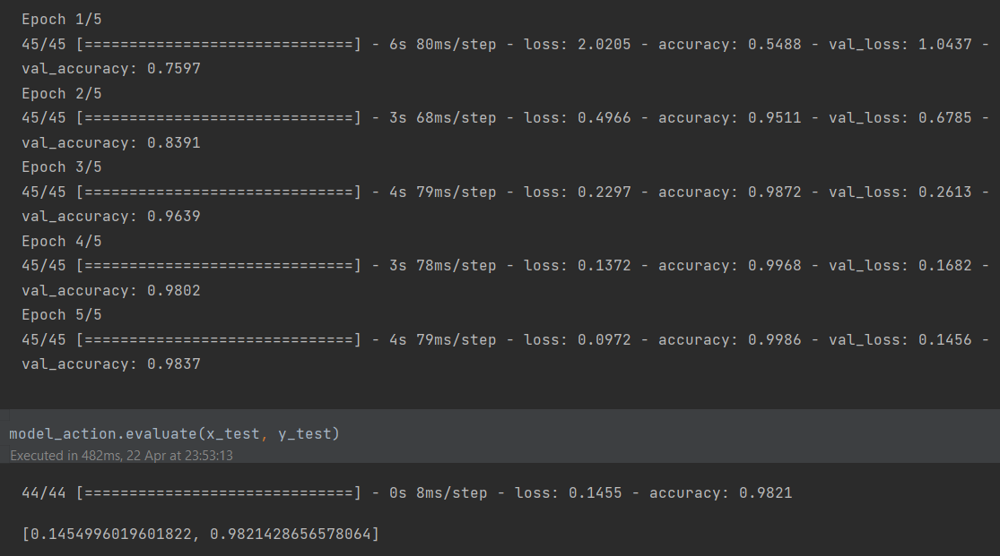 Epoch 1/5
45/45 [==============================] - 6s 80ms/step - loss: 2.0205 - accuracy: 0.5488 - val_loss: 1.0437 -
val_accuracy: 0.7597
Epoch 2/5
45/45 [==============================] - 3s 68ms/step - loss: 0.4966 - accuracy: 0.9511 - val_loss: 0.6785 -
val_accuracy: 0.8391
Epoch 3/5
45/45 [==============================] - 4s 79ms/step - loss: 0.2297 - accuracy: 0.9872 - val_loss: 0.2613 -
val_accuracy: 0.9639
Epoch 4/5
45/45 [==============================] - 3s 78ms/step - loss: 0.1372 - accuracy: 0.9968 - val_loss: 0.1682 -
val_accuracy: 0.9802
Epoch 5/5
45/45 [==============================] - 4s 79ms/step - loss: 0.0972 - accuracy: 0.9986 - val_loss: 0.1456 -
val_accuracy: 0.9837
model_action.evaluate(x_test, y_test)
Executed in 482ms, 22 Apr at 23:53:13
44/44 [==============================] - 0s 8ms/step - loss: 0.1455 - accuracy: 0.9821
[0.1454996019601822, 0.9821428656578064]